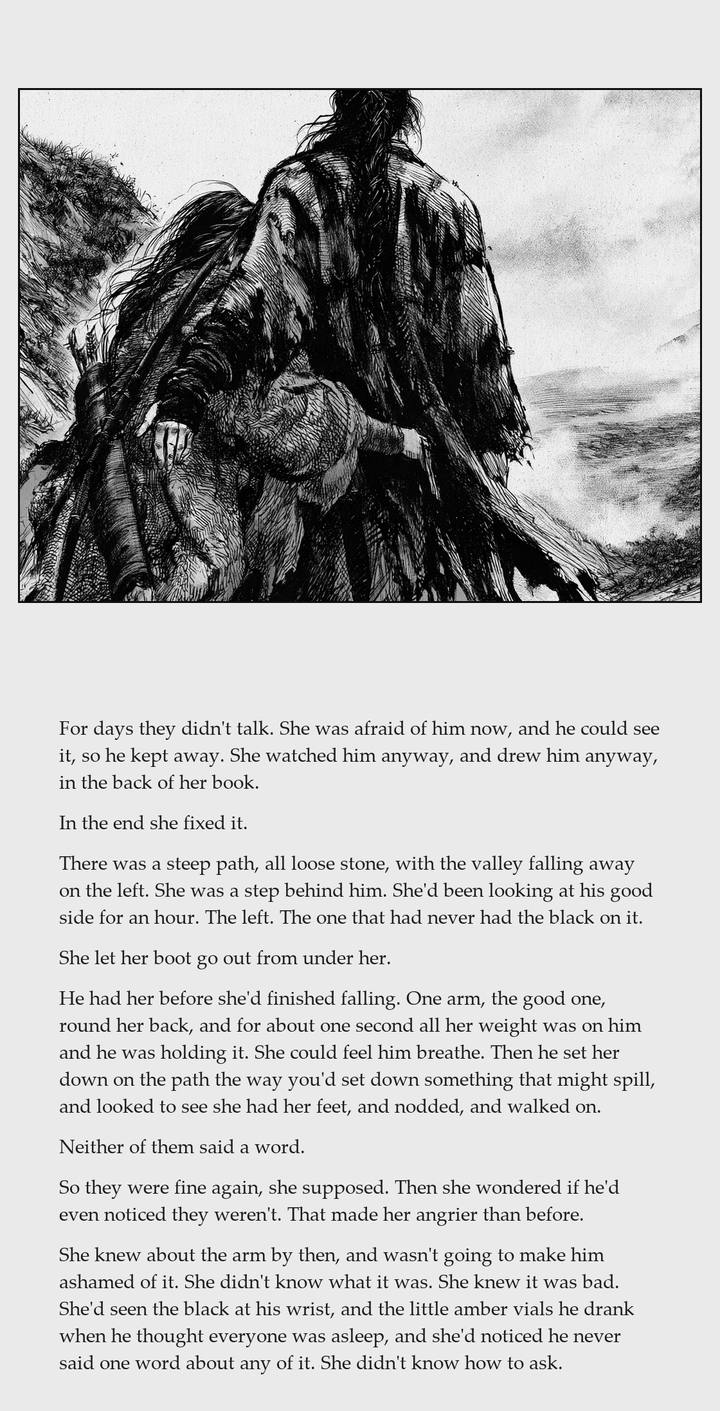 For days they didn't talk. She was afraid of him now, and he could see
it, so he kept away. She watched him anyway, and drew him anyway,
in the back of her book.
In the end she fixed it.
There was a steep path, all loose stone, with the valley falling away
on the left. She was a step behind him. She'd been looking at his good
side for an hour. The left. The one that had never had the black on it.
She let her boot go out from under her.
He had her before she'd finished falling. One arm, the good one,
round her back, and for about one second all her weight was on him
and he was holding it. She could feel him breathe. Then he set her
down on the path the way you'd set down something that might spill,
and looked to see she had her feet, and nodded, and walked on.
Neither of them said a word.
So they were fine again, she supposed. Then she wondered if he'd
even noticed they weren't. That made her angrier than before.
She knew about the arm by then, and wasn't going to make him
ashamed of it. She didn't know what it was. She knew it was bad.
She'd seen the black at his wrist, and the little amber vials he drank
when he thought everyone was asleep, and she'd noticed he never
said one word about any of it. She didn't know how to ask.